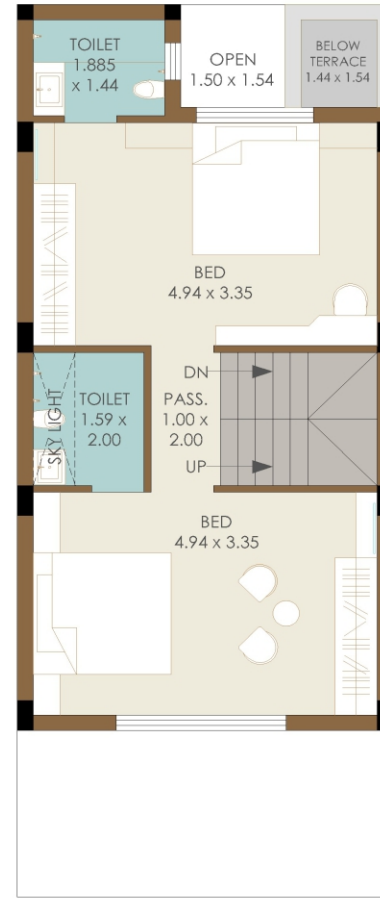 TOILET
1.885
x 1.44
OPEN
1.50 x 1.54
BELOW
TERRACE
1.44 x 1.54
BED
4.94 x 3.35
DN
SKY LIGHT
TOILET
1.59 x
2.00
PASS.
1.00 x
2.00
UP
BED
4.94 x 3.35